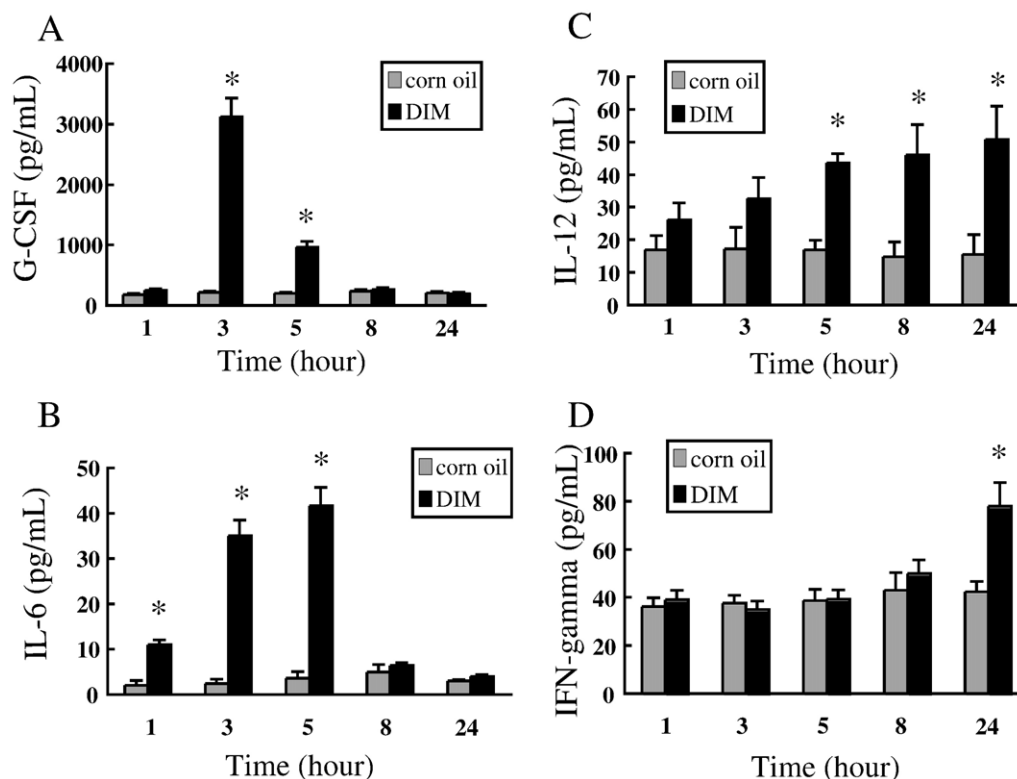 A
G-CSF (pg/mL)
4000
3000
2000
1000
0
*
*
corn oil
DIM
1 3 5 8 24
Time (hour)
B
IL-6 (pg/mL)
50
40
30
20
10
0
*
*
*
corn oil
DIM
1 3 5 8 24
Time (hour)
C
IL-12 (pg/mL)
70
60
50
40
30
20
10
0
*
*
*
corn oil
DIM
1 3 5 8 24
Time (hour)
D
IFN-gamma (pg/mL)
100
80
60
40
20
0
*
corn oil
DIM
1 3 5 8 24
Time (hour)